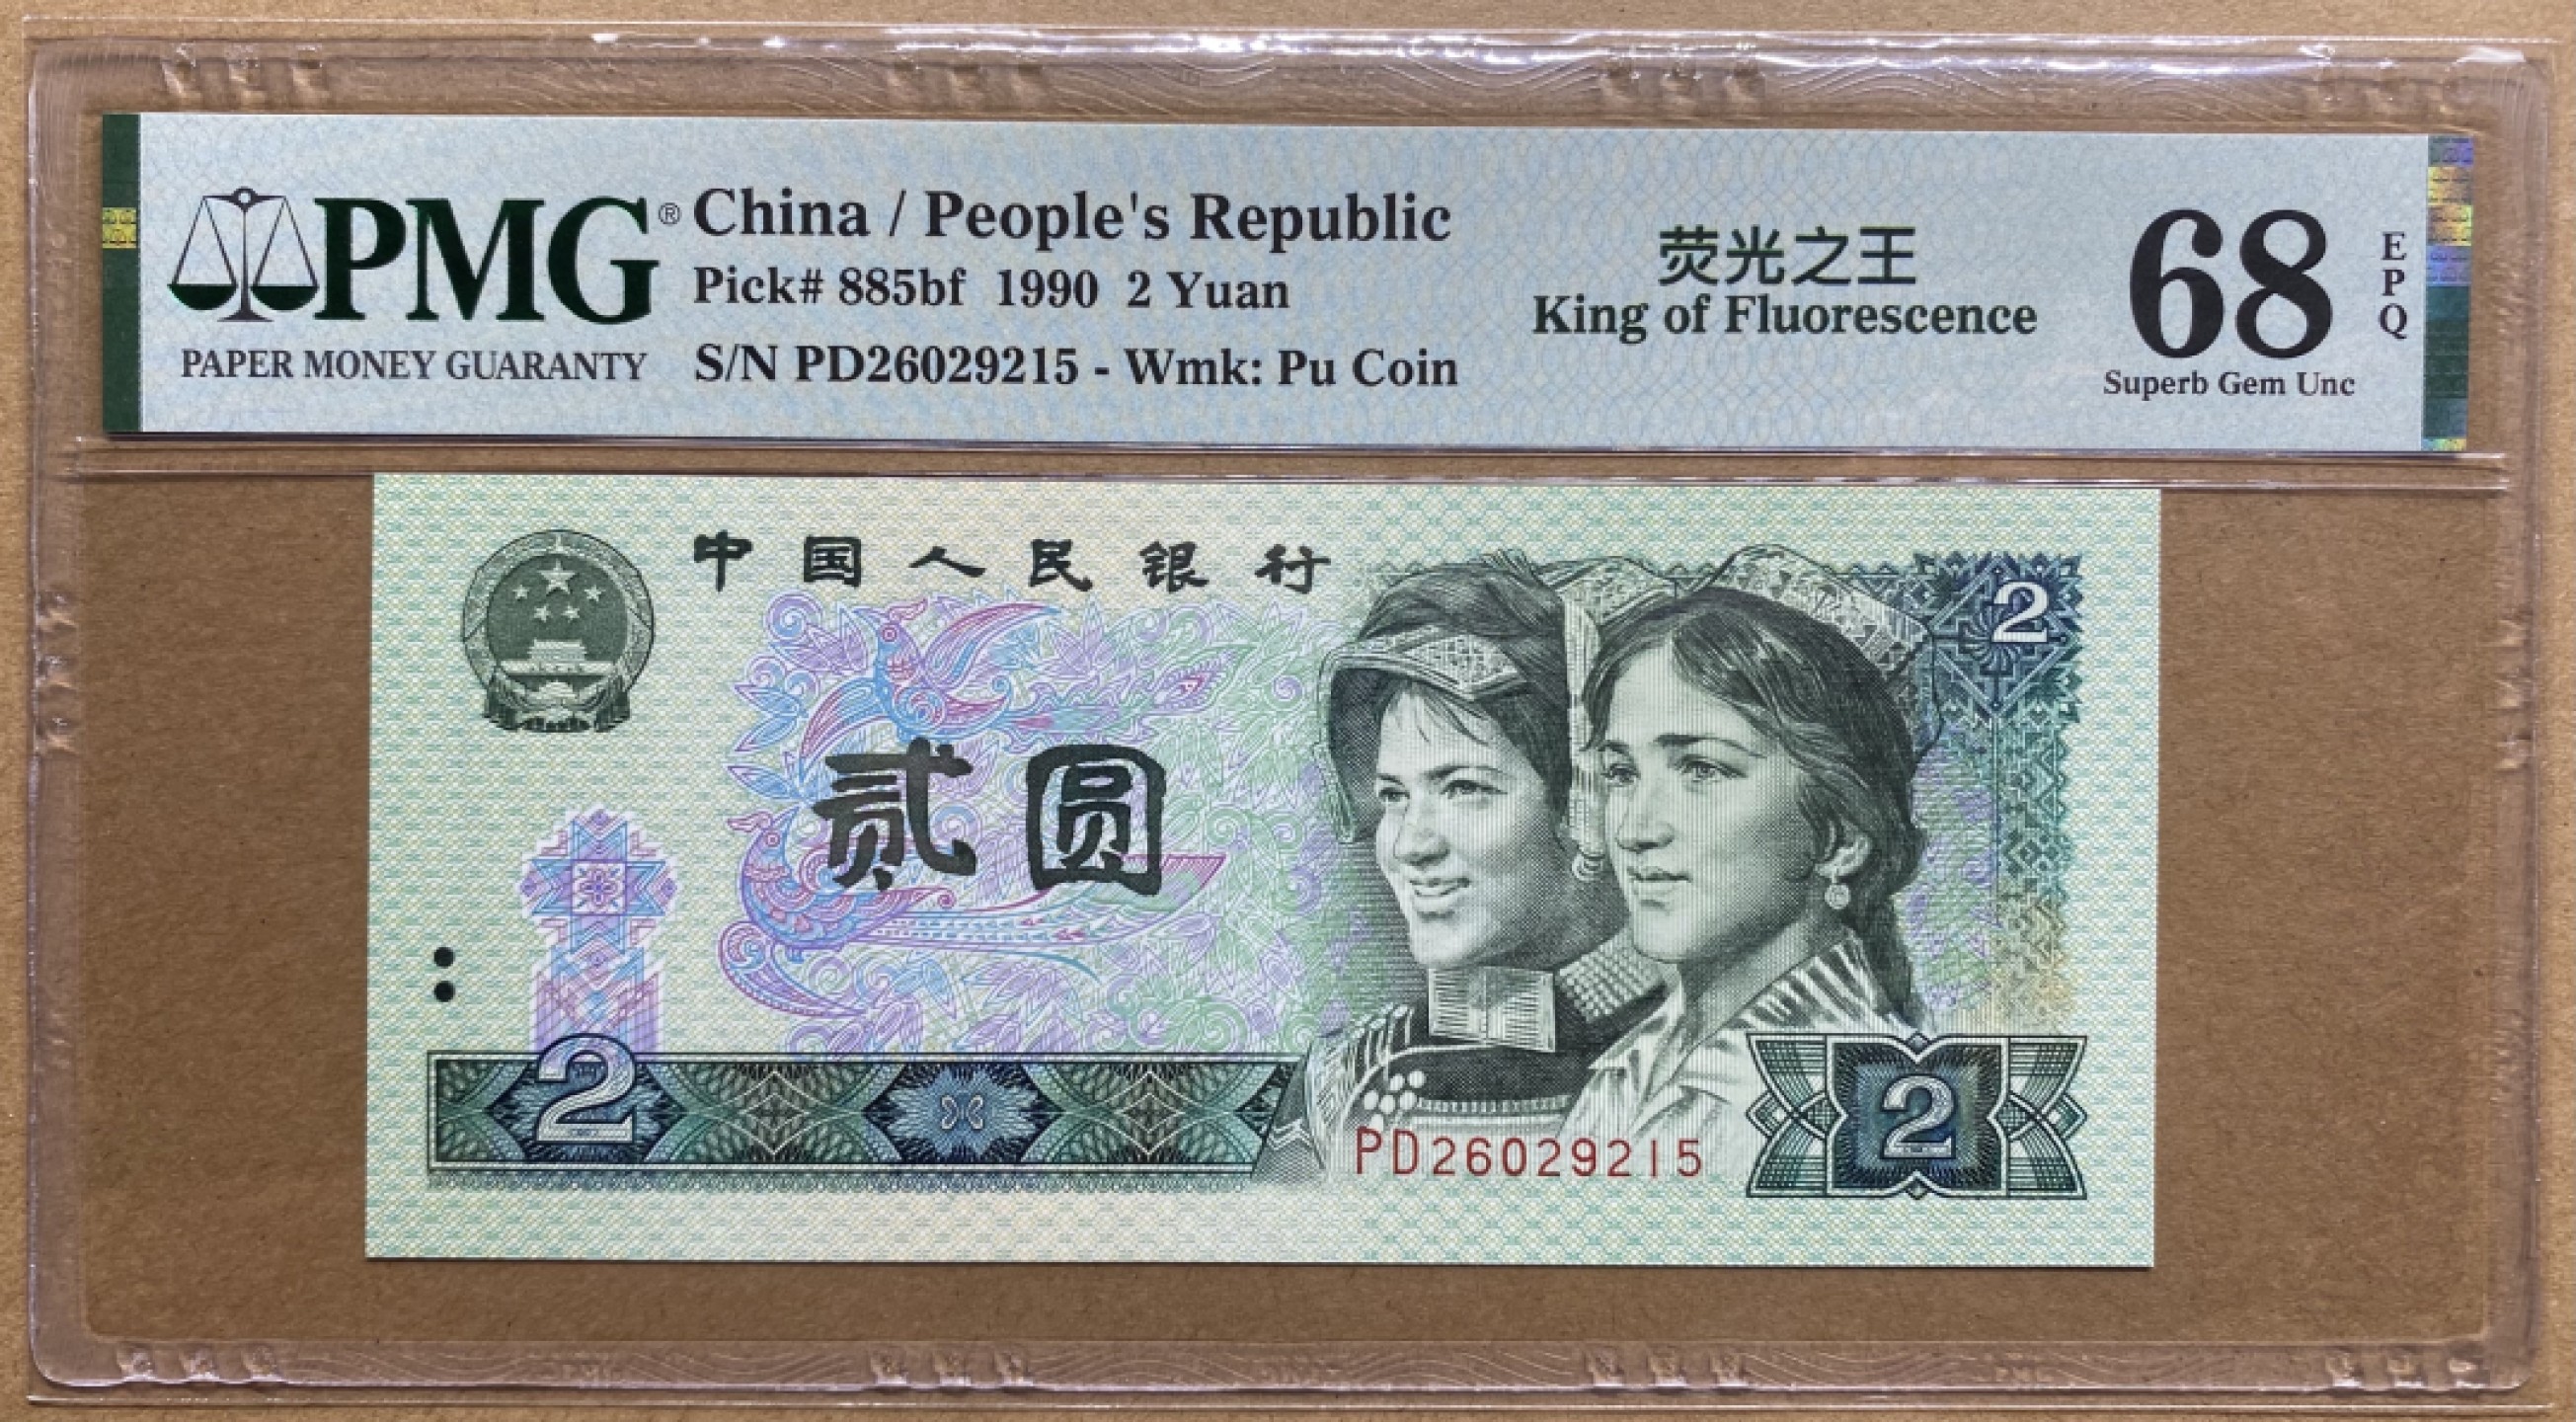 PMG®
PAPER MONEY GUARANTY
China / People's Republic
Pick# 885bf 1990 2 Yuan
S/N PD26029215 - Wmk: Pu Coin
荧光之王
King of Fluorescence
68
EPQ
Superb Gem Unc
中国人民银行
2
贰圆
2
PD26029215
2